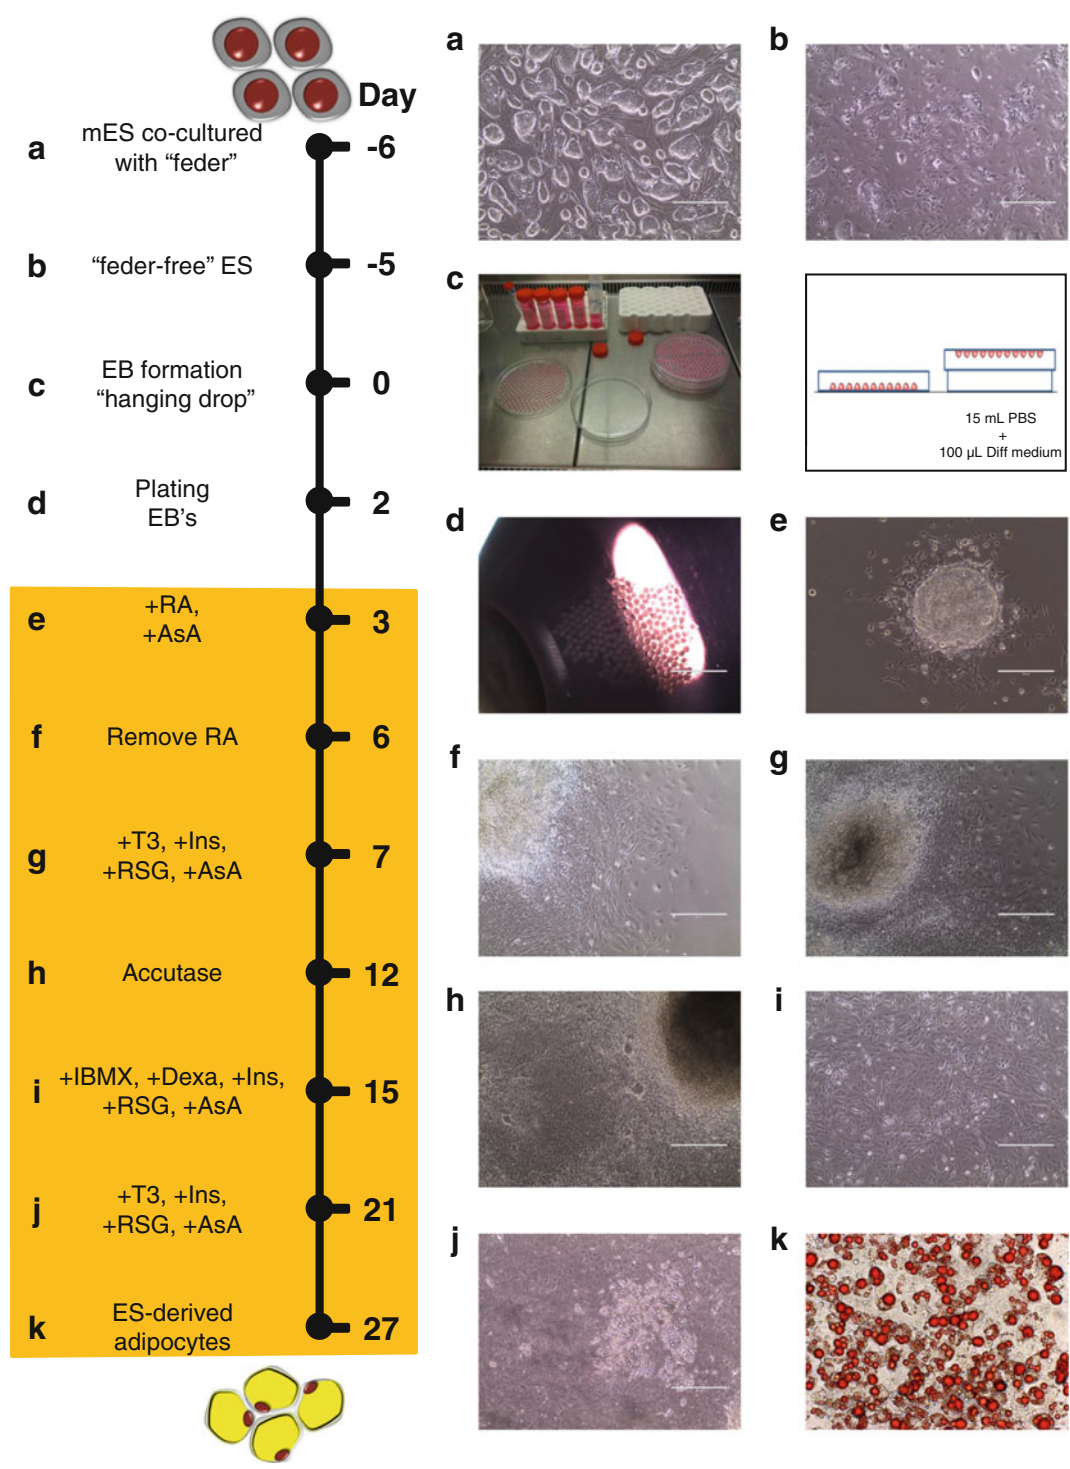 Day
a
mES co-cultured
with “feder”
-6
b
“feder-free” ES
-5
c
EB formation
“hanging drop”
0
d
Plating
EB's
2
e
+RA,
+AsA
3
f
Remove RA
6
g
+T3, +Ins,
+RSG, +AsA
7
h
Accutase
12
i
+IBMX, +Dexa, +Ins,
+RSG, +AsA
15
j
+T3, +Ins,
+RSG, +AsA
21
k
ES-derived
adipocytes
27
a
b
c
15 mL PBS
+
100 µL Diff medium
d
e
f
g
h
i
j
k